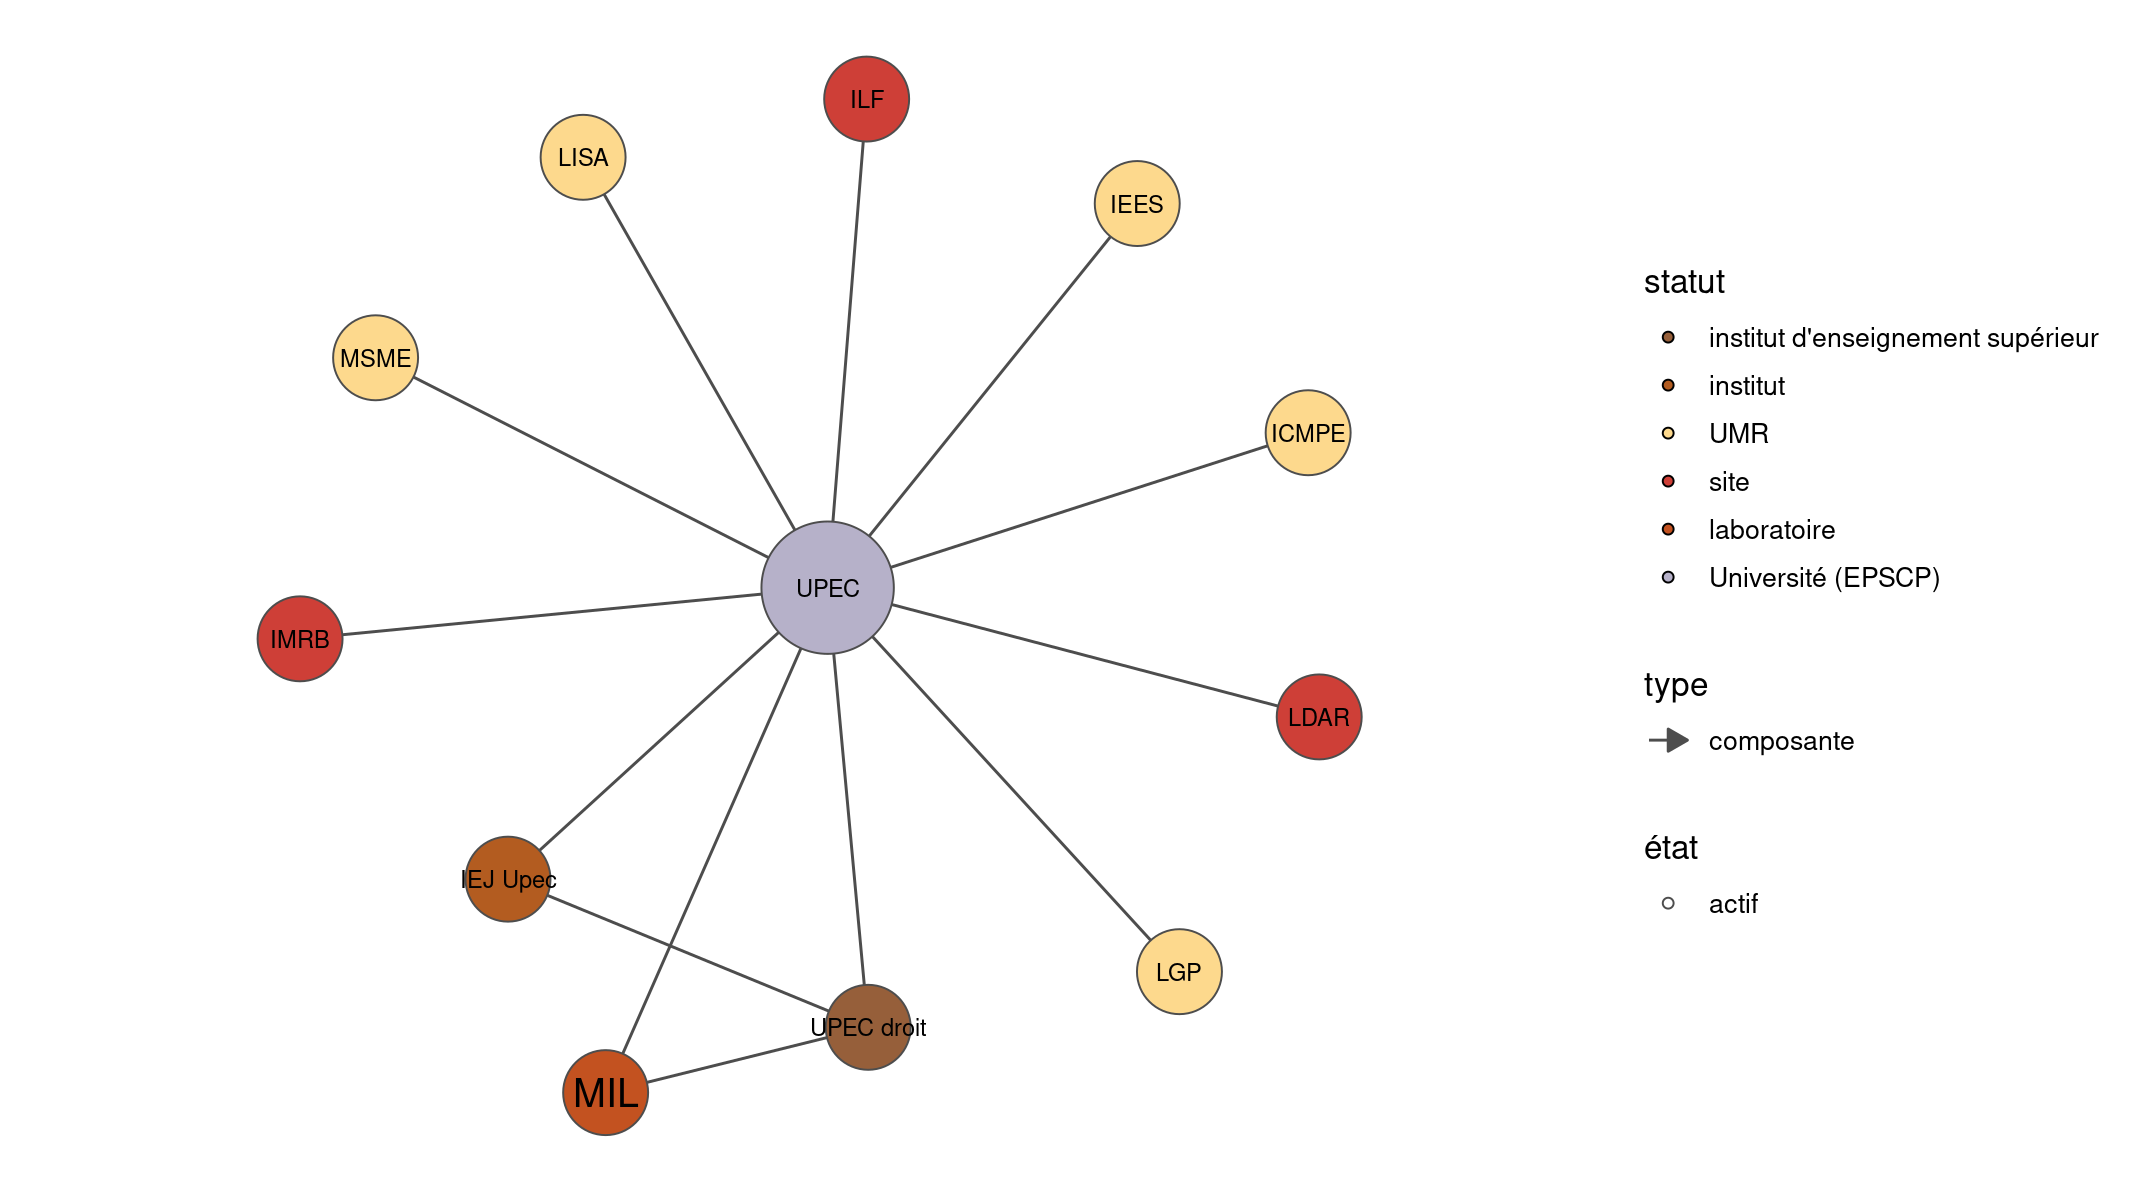 ILF
LISA
IEES
MSME
ICMPE
UPEC
IMRB
LDAR
IEJ Upec
LGP
UPEC droit
MIL
statut
institut d'enseignement supérieur
institut
UMR
site
laboratoire
Université (EPSCP)
type
composante
état
actif